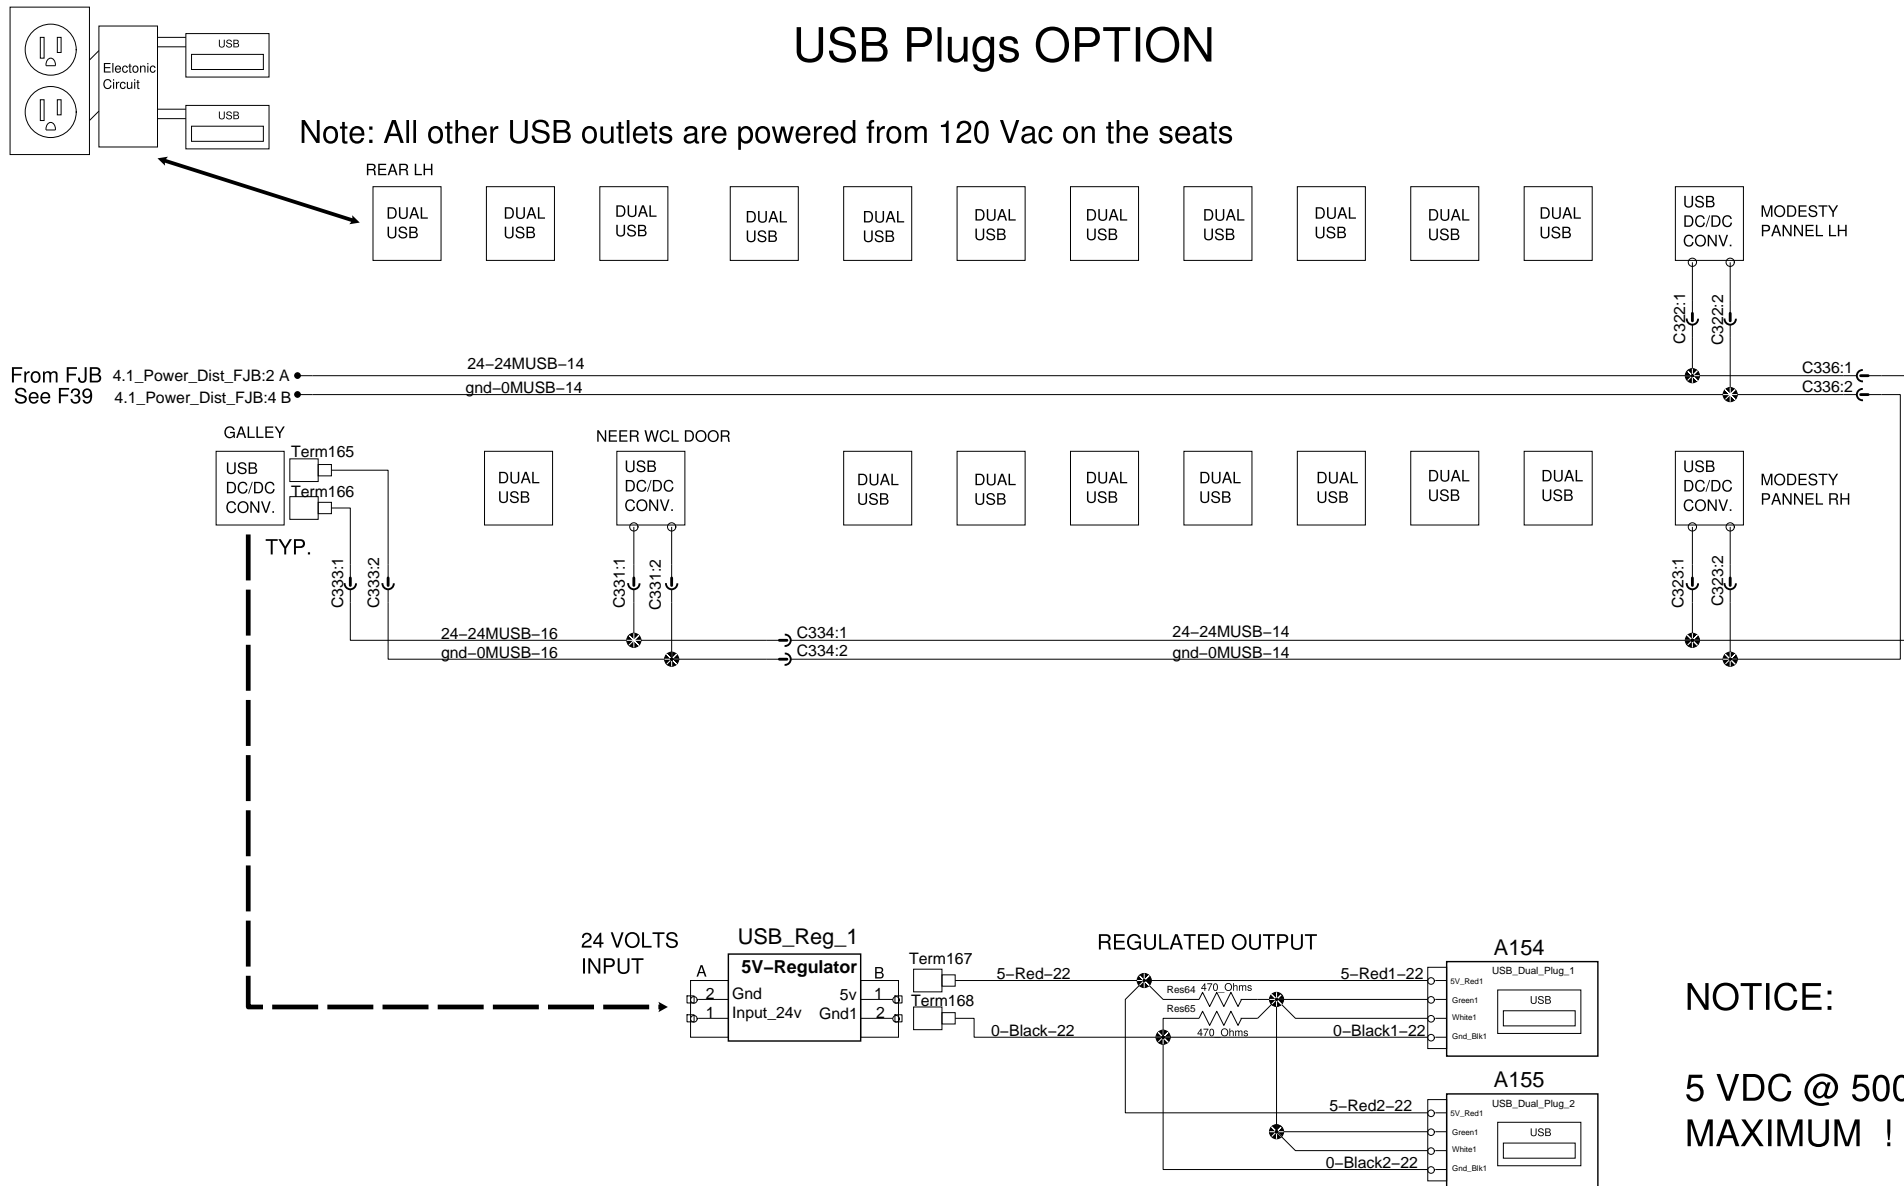 USB Plugs OPTION
USB
Electonic
Circuit
USB
Note: All other USB outlets are powered from 120 Vac on the seats
REAR LH
DUAL
USB
DUAL
USB
DUAL
USB
DUAL
USB
DUAL
USB
DUAL
USB
DUAL
USB
DUAL
USB
DUAL
USB
DUAL
USB
DUAL
USB
USB
DC/DC
CONV.
MODESTY
PANNEL LH
C322:1
C322:2
From FJB
See F39
4.1_Power_Dist_FJB:2 A
4.1_Power_Dist_FJB:4 B
24-24MUSB-14
gnd-0MUSB-14
C336:1
C336:2
GALLEY
USB
DC/DC
CONV.
Term165
Term166
TYP.
DUAL
USB
NEER WCL DOOR
USB
DC/DC
CONV.
DUAL
USB
DUAL
USB
DUAL
USB
DUAL
USB
DUAL
USB
DUAL
USB
DUAL
USB
USB
DC/DC
CONV.
MODESTY
PANNEL RH
C333:1
C333:2
C331:1
C331:2
C323:1
C323:2
24-24MUSB-16
gnd-0MUSB-16
C334:1
C334:2
24-24MUSB-14
gnd-0MUSB-14
24 VOLTS
INPUT
USB_Reg_1
A
5V-Regulator
B
2
Gnd
5v
1
1
Input_24v
Gnd1
2
Term167
Term168
5-Red-22
0-Black-22
REGULATED OUTPUT
Res64
470_Ohms
Res65
470_Ohms
5-Red1-22
0-Black1-22
A154
USB_Dual_Plug_1
5V_Red1
Green1
White1
Gnd_Blk1
USB
5-Red2-22
0-Black2-22
A155
USB_Dual_Plug_2
5V_Red1
Green1
White1
Gnd_Blk1
USB
NOTICE:
5 VDC @ 500
MAXIMUM !